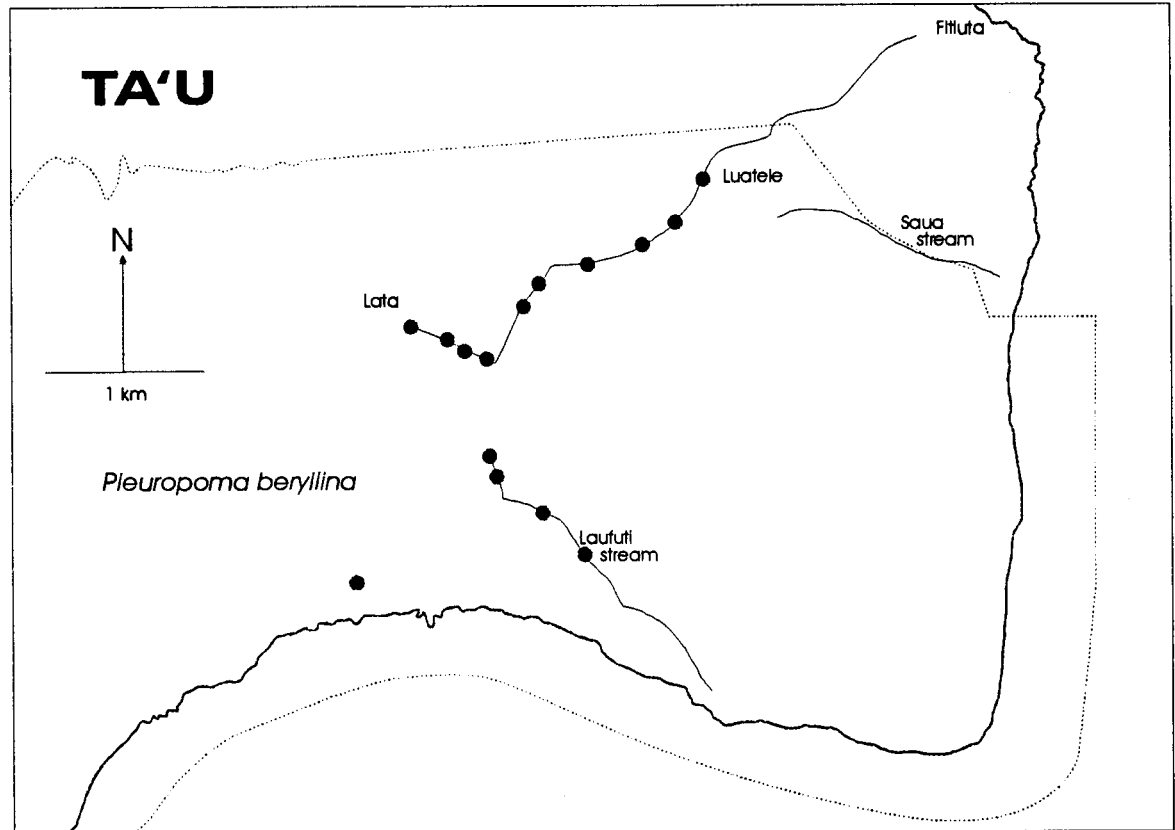 Fitiuta
TA‘U
Luatele
Saua
stream
N
Lata
1 km
Pleuropoma beryllina
Laufuti
stream